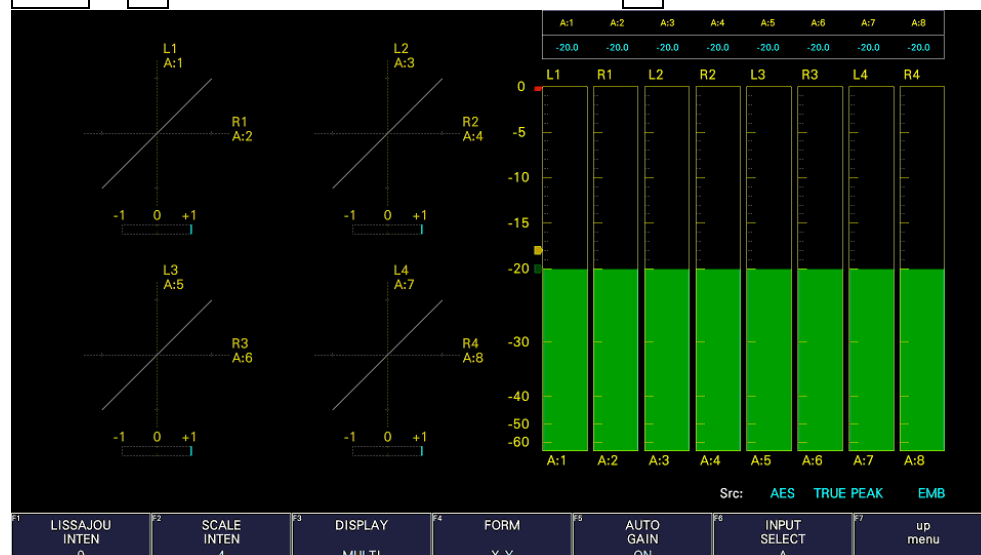 A:1 A:2 A:3 A:4 A:5 A:6 A:7 A:8
-20.0 -20.0 -20.0 -20.0 -20.0 -20.0 -20.0 -20.0
L1 R1 L2 R2 L3 R3 L4 R4
0
-5
-10
-15
-20
-30
-40
-50
-60
A:1 A:2 A:3 A:4 A:5 A:6 A:7 A:8
L1
A:1
R1
A:2
-1 0 +1
L2
A:3
R2
A:4
-1 0 +1
L3
A:5
R3
A:6
-1 0 +1
L4
A:7
R4
A:8
-1 0 +1
Src: AES TRUE PEAK EMB
F1 LISSAJOU
INTEN
F2 SCALE
INTEN
4
F3 DISPLAY
MULTI
F4 FORM
X-Y
F5 AUTO
GAIN
ON
F6 INPUT
SELECT
A
F7 up
menu